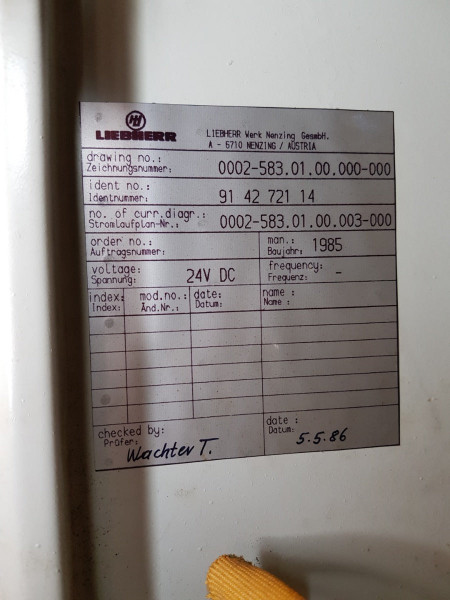 LIEBHERR
LIEBHERR Werk Nenzing GesmbH.
A - 6710 NENZING / AUSTRIA
drawing no.:
Zeichnungsnummer:
0002-583.01.00.000-000
ident no.:
Identnummer:
91 42 721 14
no. of curr.diagr.:
Stromlaufplan-Nr.:
0002-583.01.00.003-000
order no.:
Auftragsnummer:
man.:
Baujahr:
1985
voltage:
Spannung:
24V DC
frequency:
Frequenz:
-
index:
Index:
mod.no.:
Änd.Nr.:
date:
Datum:
name :
Name :
checked by:
Prüfer:
Wachter T.
date :
Datum:
5.5.86